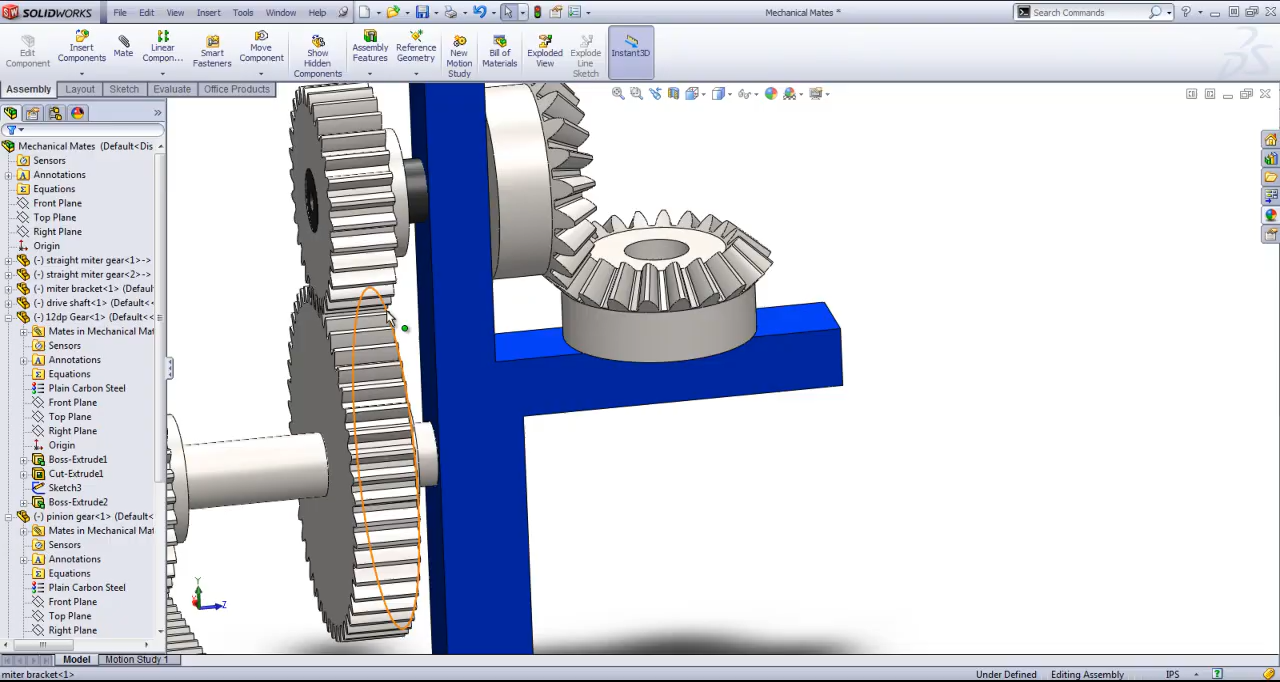 SOLIDWORKS File Edit View Insert Tools Window Help Mechanical Mates * Search Commands
Edit Component
Insert Components
Mate
Linear Compon...
Smart Fasteners
Move Component
Show Hidden Components
Assembly Features
Reference Geometry
New Motion Study
Bill of Materials
Exploded View
Explode Line Sketch
Instant3D
Assembly Layout Sketch Evaluate Office Products
Mechanical Mates (Default<Dis
Sensors
Annotations
Equations
Front Plane
Top Plane
Right Plane
Origin
(-) straight miter gear<1>->
(-) straight miter gear<2>->
(-) miter bracket<1> (Default<
(-) drive shaft<1> (Default<<
(-) 12dp Gear<1> (Default<<
Mates in Mechanical Mat
Sensors
Annotations
Equations
Plain Carbon Steel
Front Plane
Top Plane
Right Plane
Origin
Boss-Extrude1
Cut-Extrude1
Sketch3
Boss-Extrude2
(-) pinion gear<1> (Default<
Mates in Mechanical Mat
Sensors
Annotations
Equations
Plain Carbon Steel
Front Plane
Top Plane
Right Plane
Y
Z
Model Motion Study 1
miter bracket<1> Under Defined Editing Assembly IPS